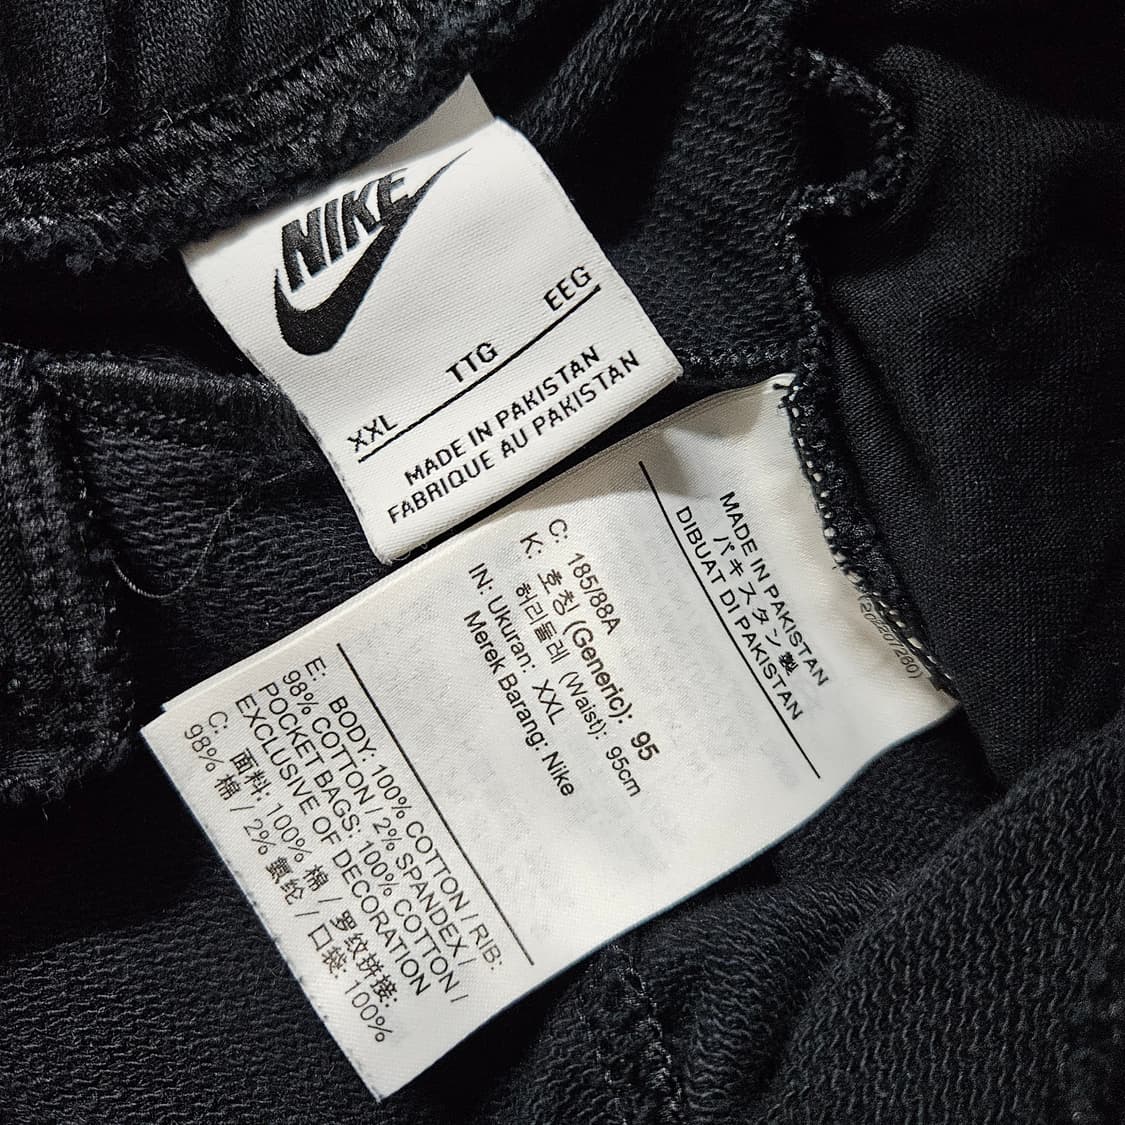 NIKE
EEG
TTG
XXL
MADE IN PAKISTAN
FABRIQUE AU PAKISTAN
MADE IN PAKISTAN
パキスタン製
DIBUAT DI PAKISTAN
C: 185/88A
K: 호칭 (Generic): 95
허리둘레 (Waist): 95cm
IN: Ukuran: XXL
Merek Barang: Nike
E: BODY: 100% COTTON / RIB:
98% COTTON / 2% SPANDEX /
POCKET BAGS: 100% COTTON /
EXCLUSIVE OF DECORATION
C: 面料: 100% 棉 / 罗纹拼接:
98% 棉 / 2% 氨纶 / 口袋: 100%